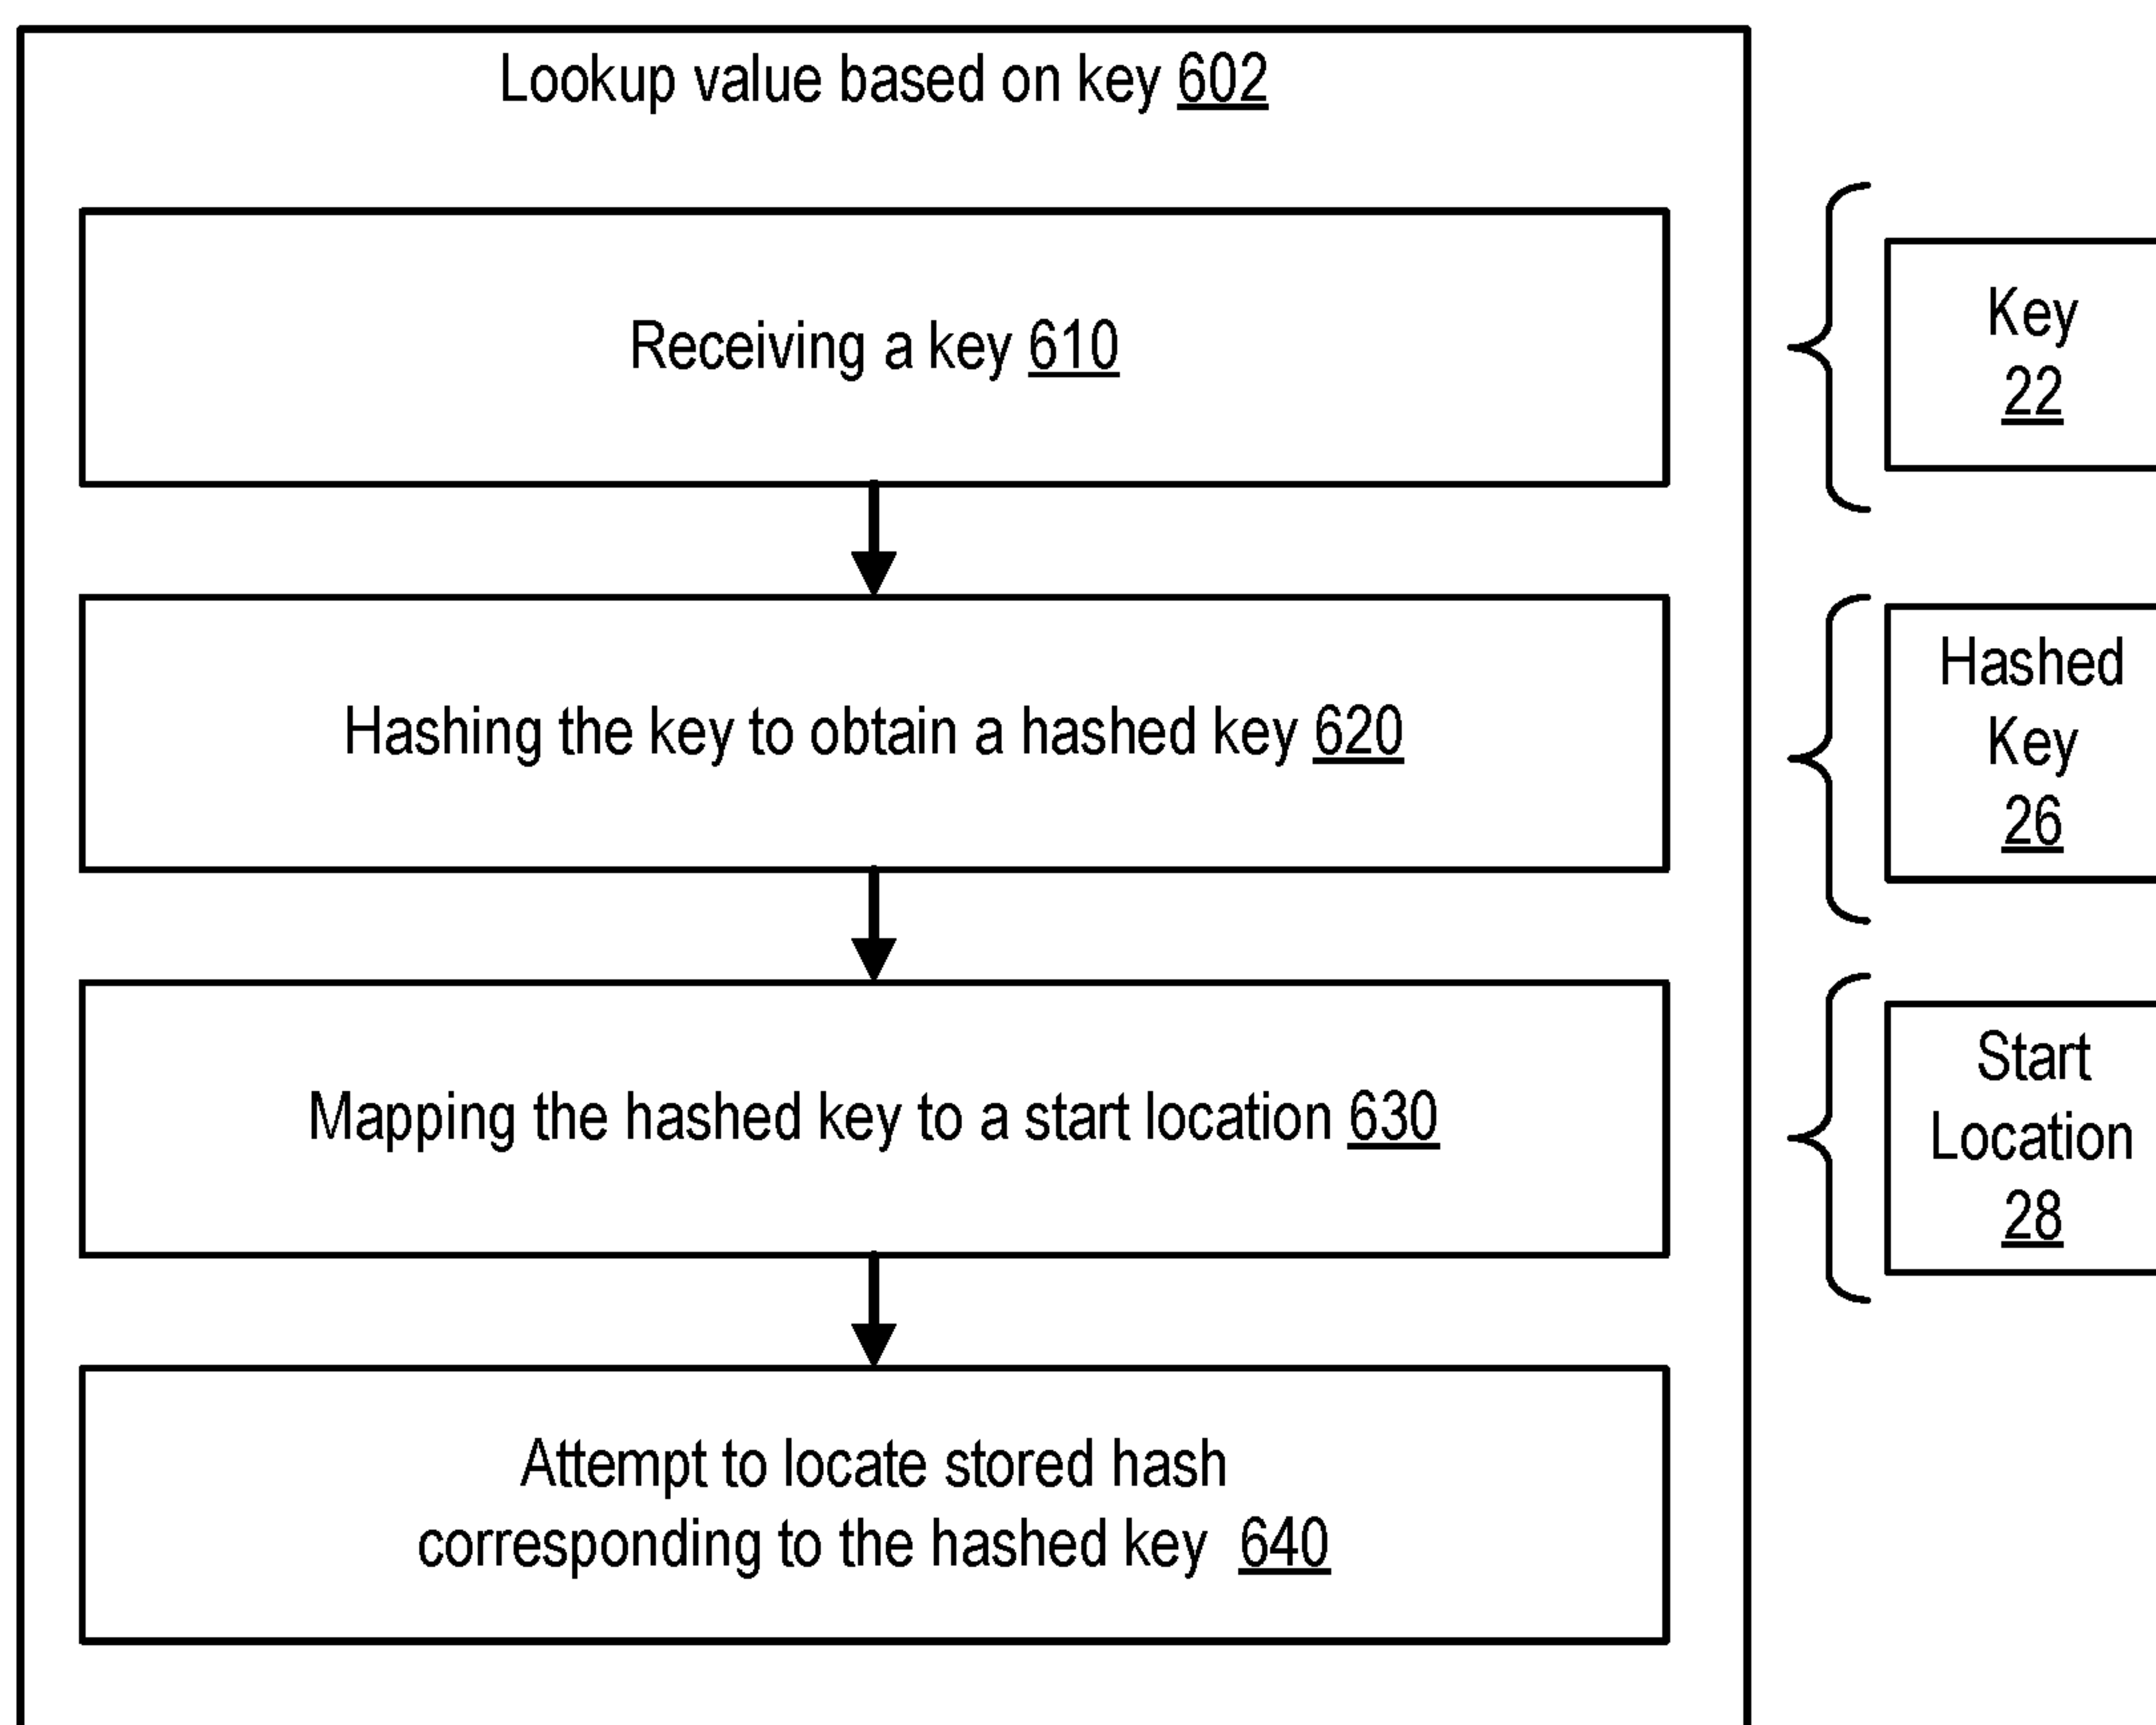 Lookup value based on key 602
Receiving a key 610
Key
22
Hashing the key to obtain a hashed key 620
Hashed
Key
26
Mapping the hashed key to a start location 630
Start
Location
28
Attempt to locate stored hash
corresponding to the hashed key 640